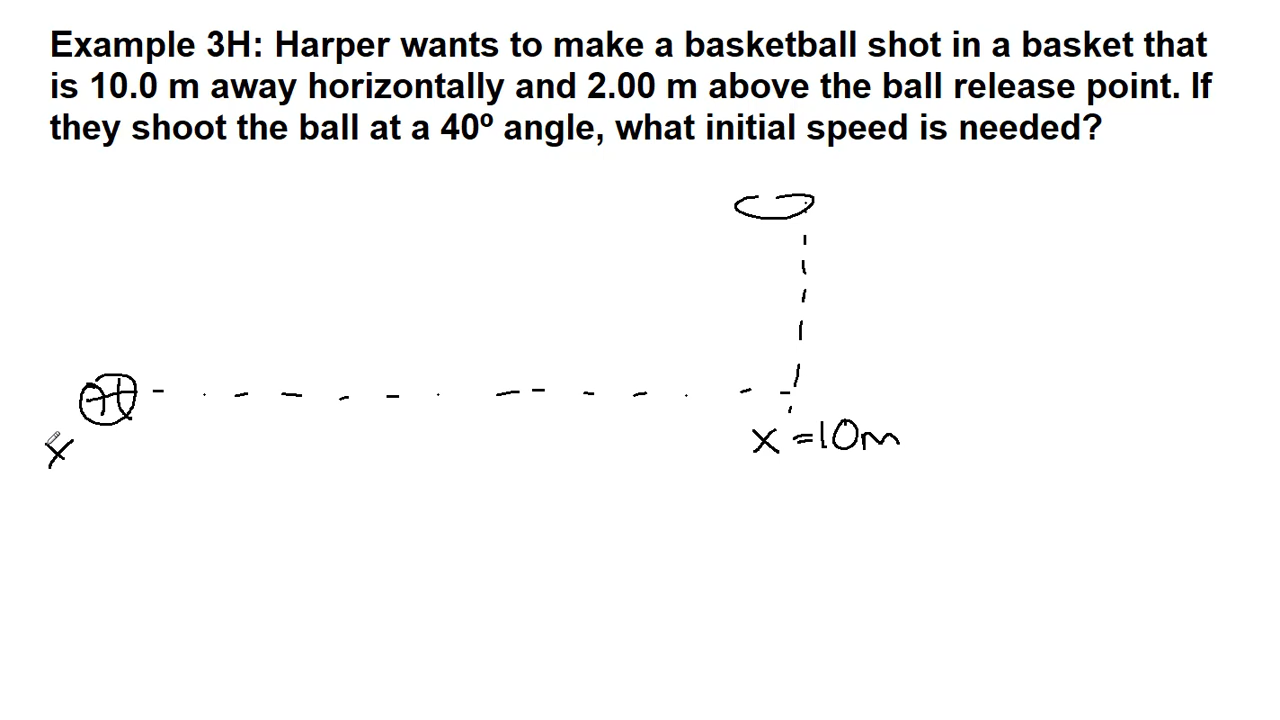 Example 3H: Harper wants to make a basketball shot in a basket that
is 10.0 m away horizontally and 2.00 m above the ball release point. If
they shoot the ball at a 40º angle, what initial speed is needed?
x = 10m
x